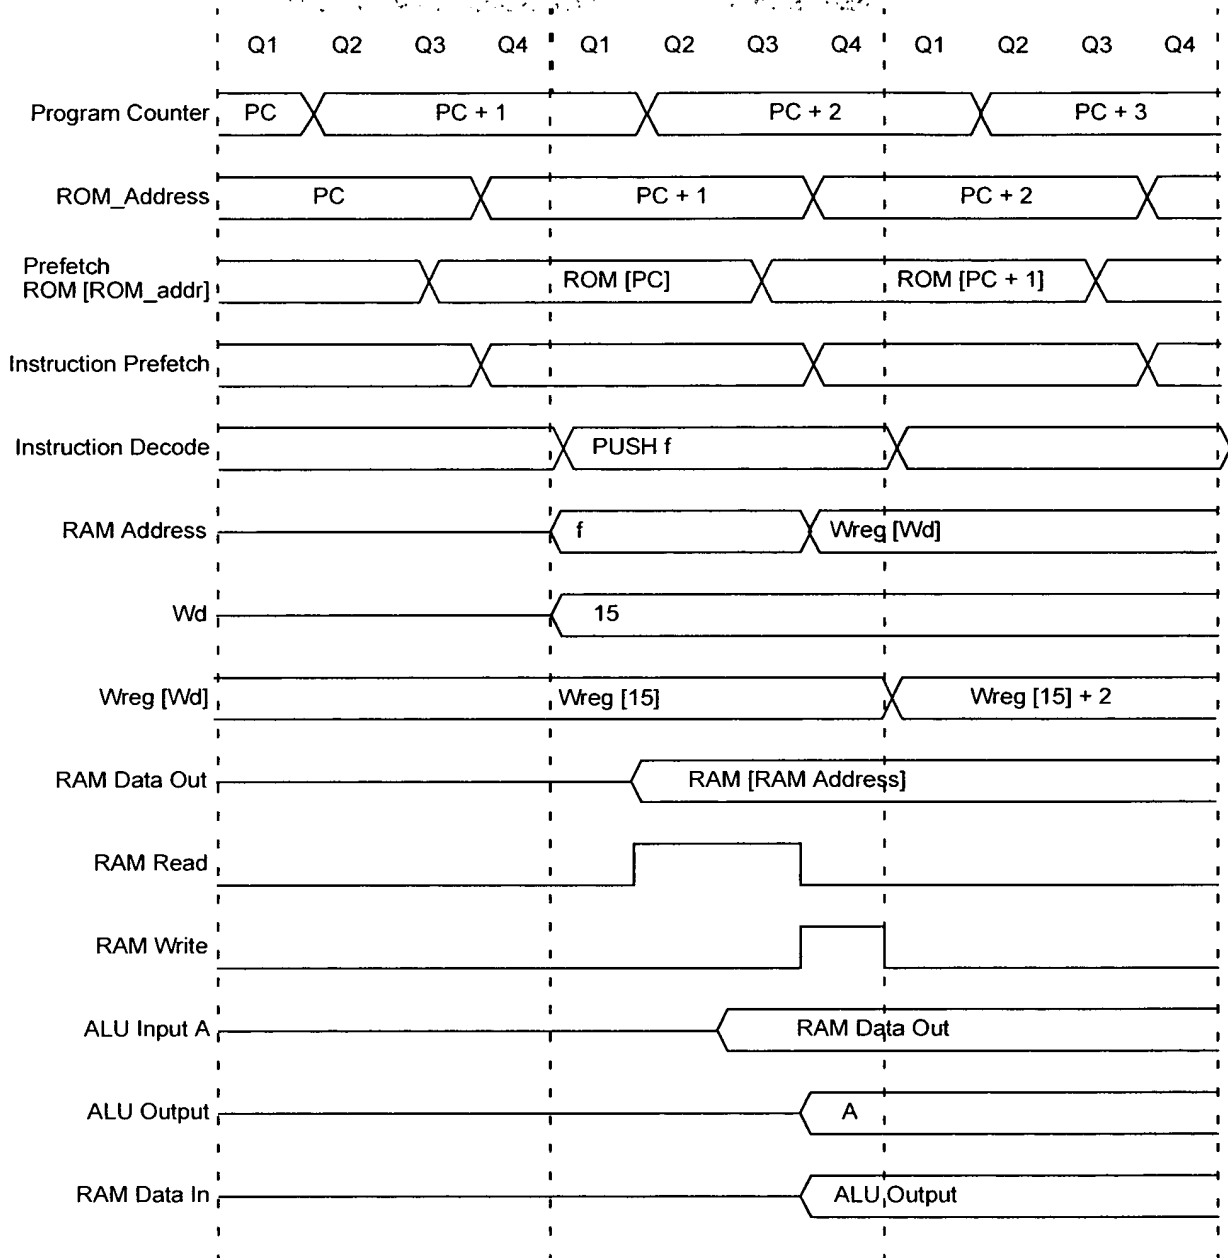 Q1 Q2 Q3 Q4 Q1 Q2 Q3 Q4 Q1 Q2 Q3 Q4
Program Counter PC PC + 1 PC + 2 PC + 3
ROM_Address PC PC + 1 PC + 2
Prefetch
ROM [ROM_addr] ROM [PC] ROM [PC + 1]
Instruction Prefetch
Instruction Decode PUSH f
RAM Address f Wreg [Wd]
Wd 15
Wreg [Wd] Wreg [15] Wreg [15] + 2
RAM Data Out RAM [RAM Address]
RAM Read
RAM Write
ALU Input A RAM Data Out
ALU Output A
RAM Data In ALU Output